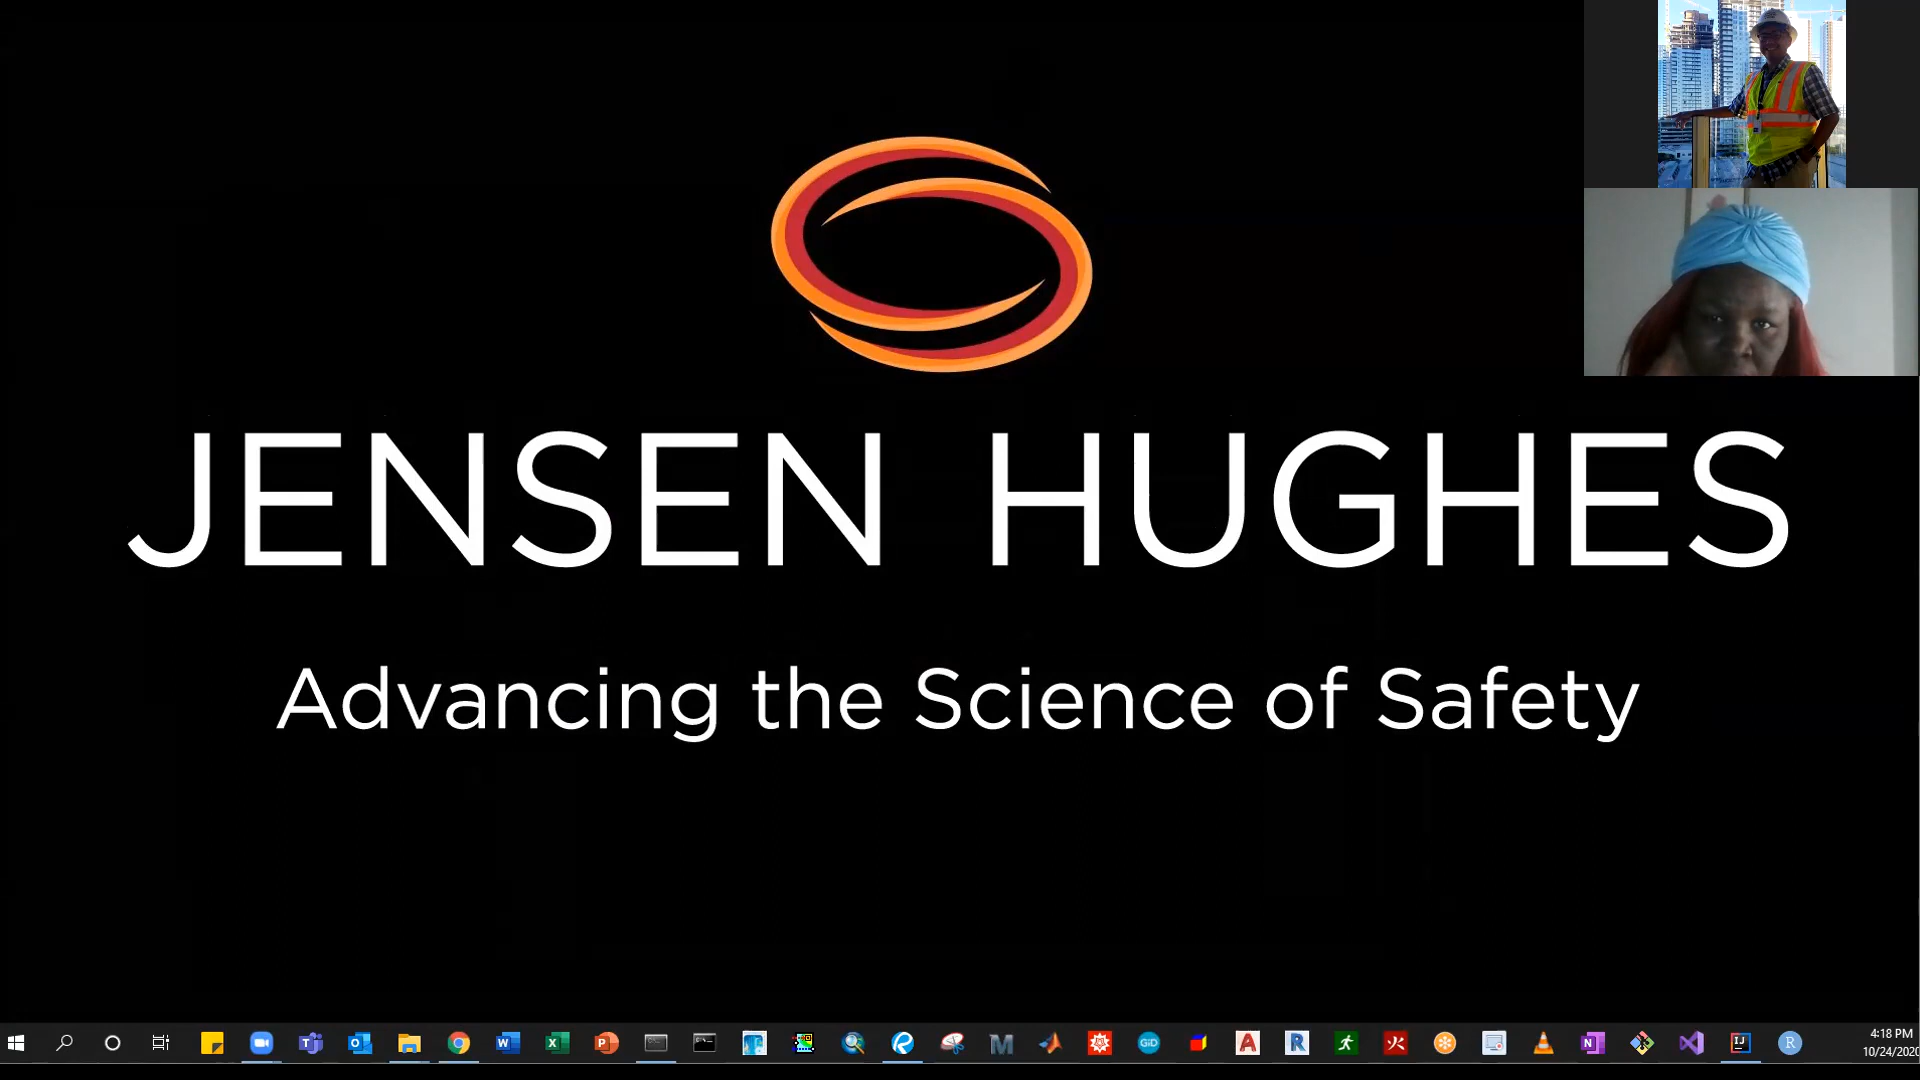 JENSEN HUGHES
Advancing the Science of Safety
4:18 PM
10/24/2020